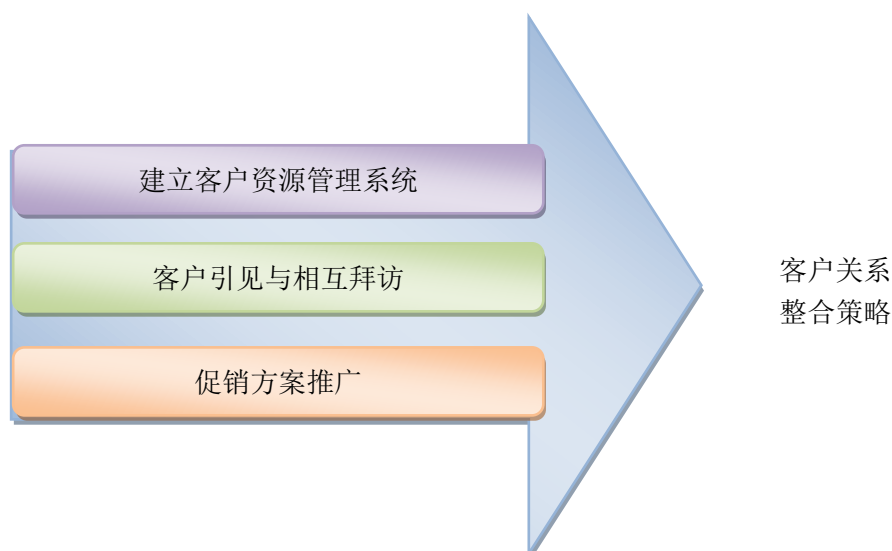 建立客户资源管理系统
客户引见与相互拜访
促销方案推广
客户关系
整合策略